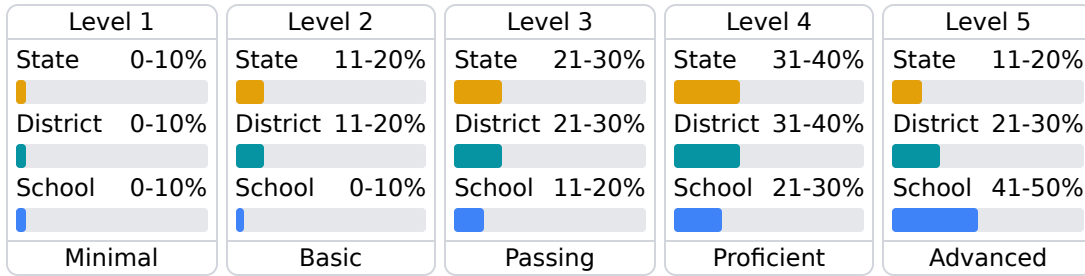 Level 1
State 0-10%
District 0-10%
School 0-10%
Minimal
Level 2
State 11-20%
District 11-20%
School 0-10%
Basic
Level 3
State 21-30%
District 21-30%
School 11-20%
Passing
Level 4
State 31-40%
District 31-40%
School 21-30%
Proficient
Level 5
State 11-20%
District 21-30%
School 41-50%
Advanced